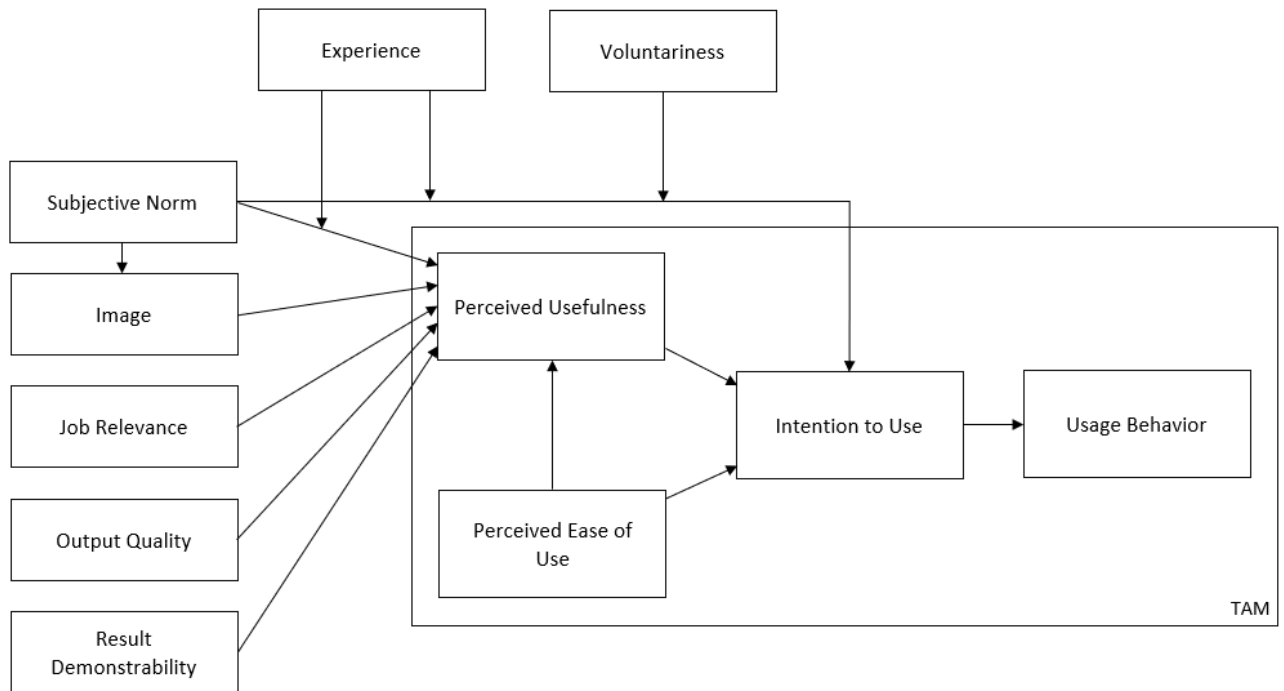 Experience
Voluntariness
Subjective Norm
Image
Perceived Usefulness
Job Relevance
Intention to Use
Usage Behavior
Output Quality
Perceived Ease of
Use
TAM
Result
Demonstrability